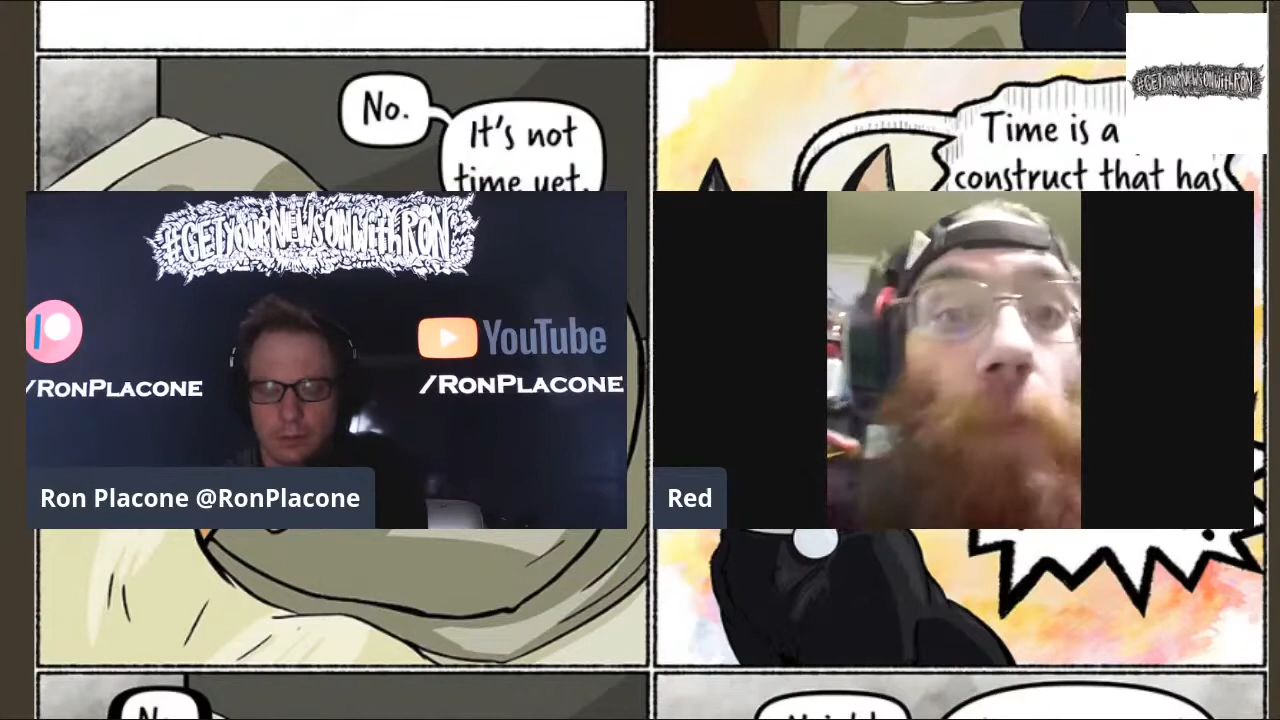 No.
It's not
time yet.
Time is a
construct that has
#GETYOURNEWSONWITHRON
#GETYOURNEWSONWITHRON
YouTube
/RONPLACONE
/RONPLACONE
Ron Placone @RonPlacone
Red